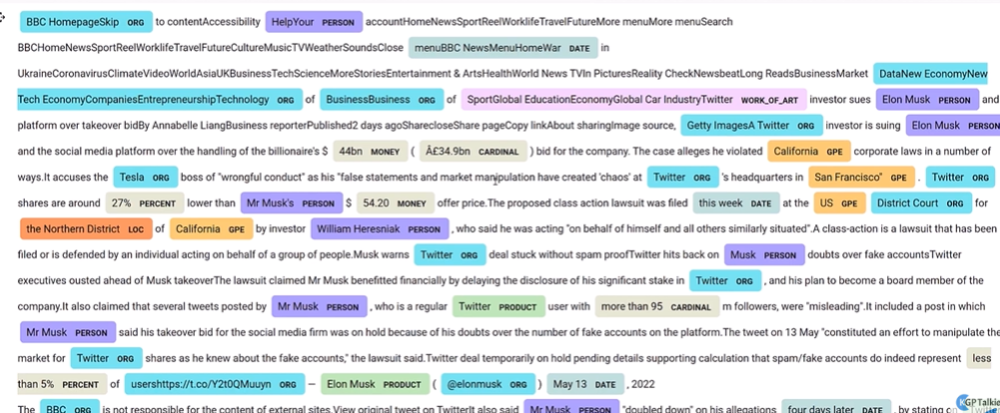 BBC HomepageSkip ORG to contentAccessibility HelpYour PERSON accountHomeNewsSportReelWorklifeTravelFutureMore menuMore menuSearch
BBCHomeNewsSportReelWorklifeTravelFutureCultureMusicTVWeatherSoundsClose menuBBC NewsMenuHomeWar DATE in
UkraineCoronavirusClimateVideoWorldAsiaUKBusinessTechScienceMoreStoriesEntertainment & ArtsHealthWorld News TVIn PicturesReality CheckNewsbeatLong ReadsBusinessMarket DataNew EconomyNew
Tech EconomyCompaniesEntrepreneurshipTechnology ORG of BusinessBusiness ORG of SportGlobal EducationEconomyGlobal Car IndustryTwitter WORK_OF_ART investor sues Elon Musk PERSON and
platform over takeover bidBy Annabelle LiangBusiness reporterPublished2 days agoSharecloseShare pageCopy linkAbout sharingImage source, Getty ImagesA Twitter ORG investor is suing Elon Musk PERSON
and the social media platform over the handling of the billionaire's $ 44bn MONEY ( Â£34.9bn CARDINAL ) bid for the company. The case alleges he violated California GPE corporate laws in a number of
ways.It accuses the Tesla ORG boss of "wrongful conduct" as his "false statements and market manipulation have created 'chaos' at Twitter ORG 's headquarters in San Francisco" GPE . Twitter ORG
shares are around 27% PERCENT lower than Mr Musk's PERSON $ 54.20 MONEY offer price.The proposed class action lawsuit was filed this week DATE at the US GPE District Court ORG for
the Northern District LOC of California GPE by investor William Heresniak PERSON , who said he was acting "on behalf of himself and all others similarly situated".A class-action is a lawsuit that has been
filed or is defended by an individual acting on behalf of a group of people.Musk warns Twitter ORG deal stuck without spam proofTwitter hits back on Musk PERSON doubts over fake accountsTwitter
executives ousted ahead of Musk takeoverThe lawsuit claimed Mr Musk benefitted financially by delaying the disclosure of his significant stake in Twitter ORG , and his plan to become a board member of the
company.It also claimed that several tweets posted by Mr Musk PERSON , who is a regular Twitter PRODUCT user with more than 95 CARDINAL m followers, were "misleading".It included a post in which
Mr Musk PERSON said his takeover bid for the social media firm was on hold because of his doubts over the number of fake accounts on the platform.The tweet on 13 May "constituted an effort to manipulate the
market for Twitter ORG shares as he knew about the fake accounts," the lawsuit said.Twitter deal temporarily on hold pending details supporting calculation that spam/fake accounts do indeed represent less
than 5% PERCENT of usershttps://t.co/Y2t0QMuuyn ORG — Elon Musk PRODUCT ( @elonmusk ORG ) May 13 DATE , 2022
The BBC ORG is not responsible for the content of external sites.View original tweet on TwitterIt also said Mr Musk PERSON "doubled down" on his allegations four days later DATE , by stating on
KGPTalkie